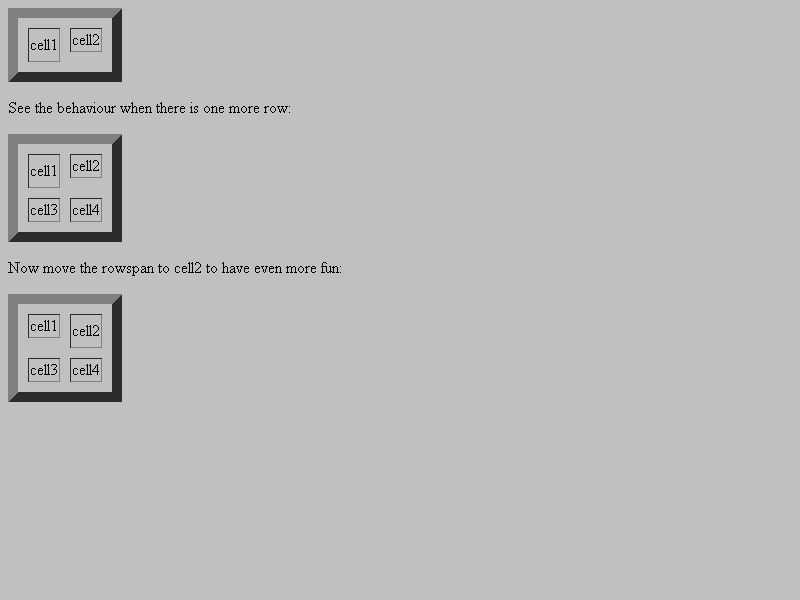 cell1 cell2
See the behaviour when there is one more row:
cell1 cell2
cell3 cell4
Now move the rowspan to cell2 to have even more fun:
cell1 cell2
cell3 cell4